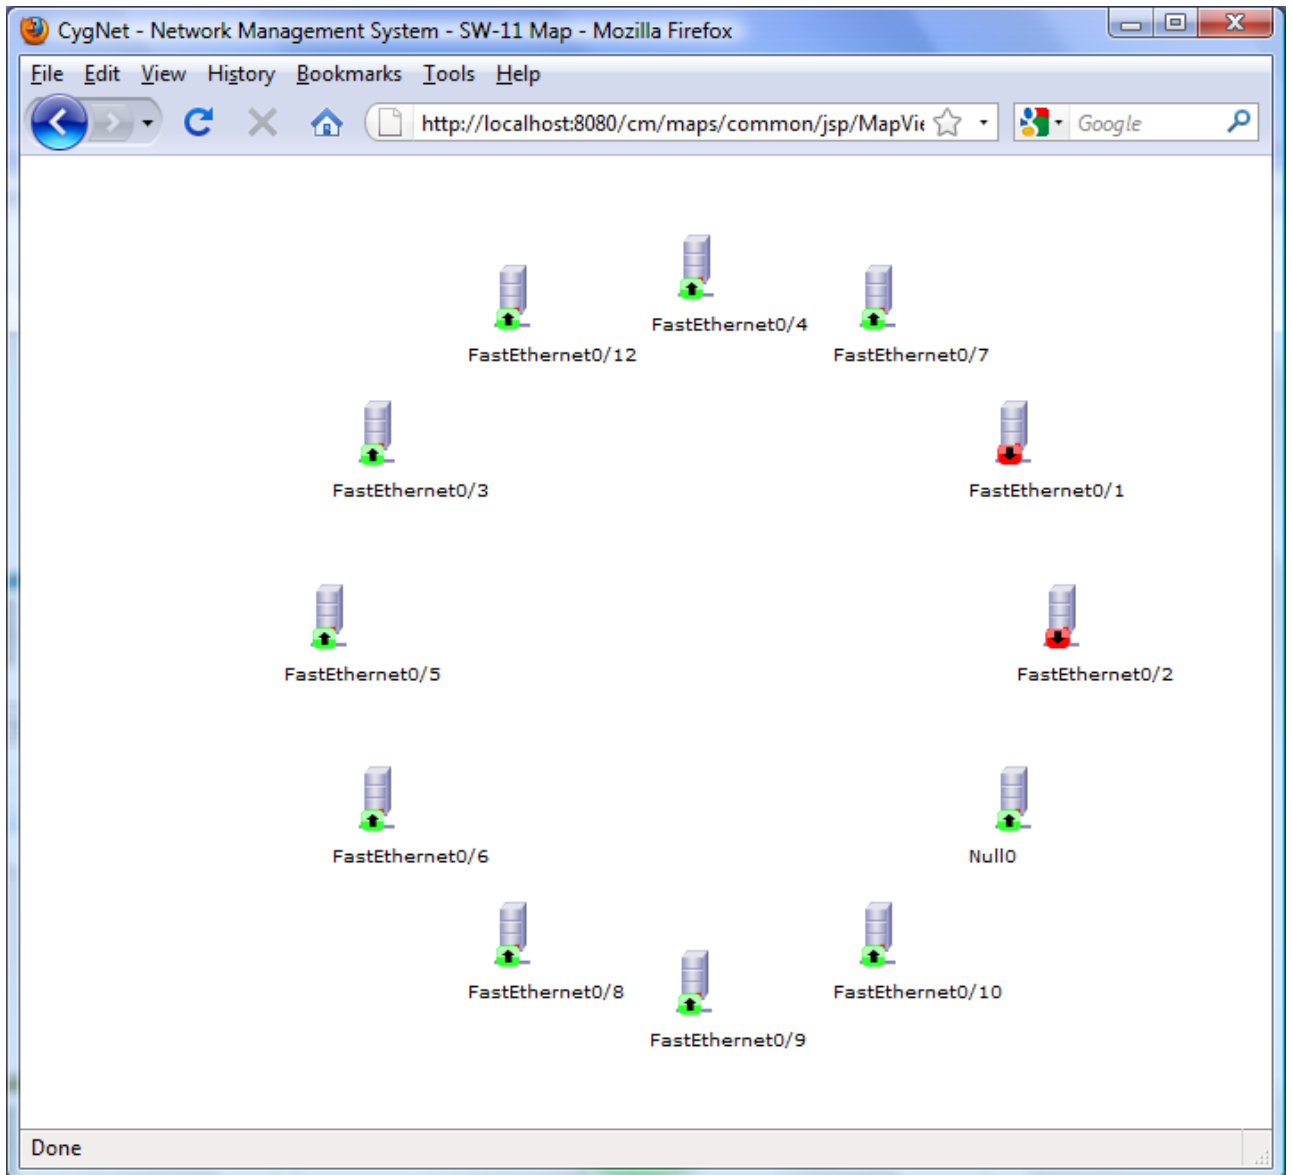 CygNet - Network Management System - SW-11 Map - Mozilla Firefox
File Edit View History Bookmarks Tools Help
http://localhost:8080/cm/maps/common/jsp/MapVie Google
FastEthernet0/4
FastEthernet0/12 FastEthernet0/7
FastEthernet0/3 FastEthernet0/1
FastEthernet0/5 FastEthernet0/2
FastEthernet0/6 Null0
FastEthernet0/8 FastEthernet0/10
FastEthernet0/9
Done